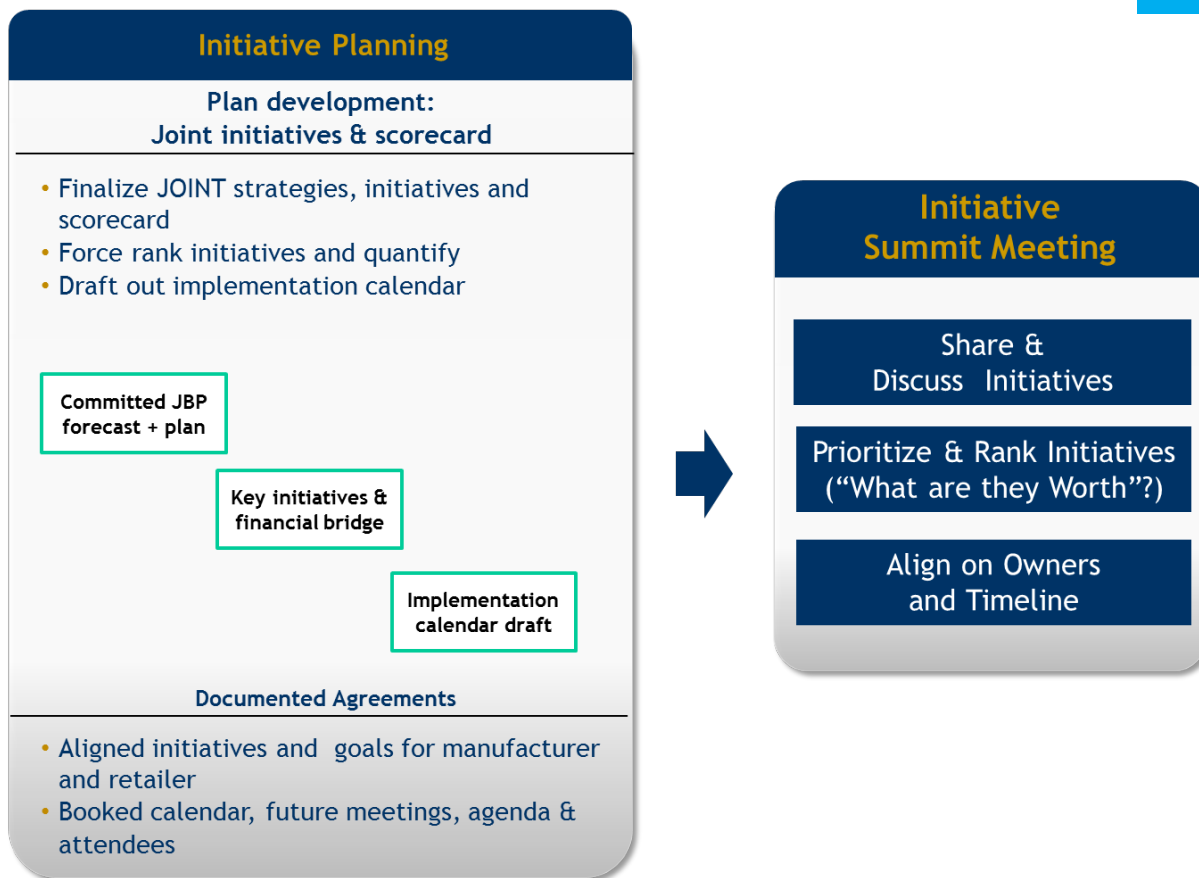 Initiative Planning
Plan development:
Joint initiatives & scorecard
• Finalize JOINT strategies, initiatives and
scorecard
• Force rank initiatives and quantify
• Draft out implementation calendar
Committed JBP
forecast + plan
Key initiatives &
financial bridge
Implementation
calendar draft
Documented Agreements
• Aligned initiatives and goals for manufacturer
and retailer
• Booked calendar, future meetings, agenda &
attendees
Initiative
Summit Meeting
Share &
Discuss Initiatives
Prioritize & Rank Initiatives
(“What are they Worth”?)
Align on Owners
and Timeline